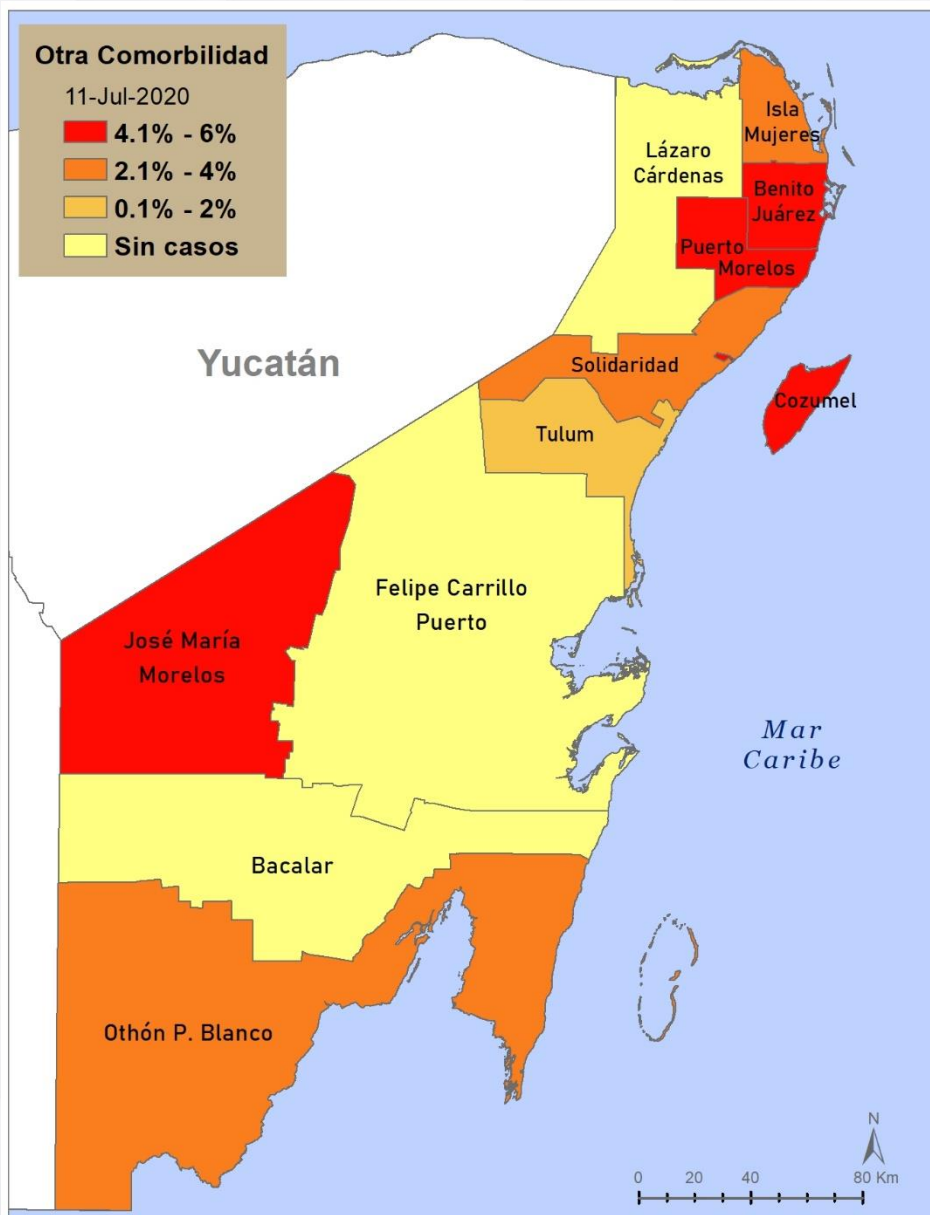 Otra Comorbilidad
11-Jul-2020
4.1% - 6%
2.1% - 4%
0.1% - 2%
Sin casos
Isla
Mujeres
Lázaro
Cárdenas
Benito
Juárez
Puerto
Morelos
Yucatán
Solidaridad
Cozumel
Tulum
Felipe Carrillo
Puerto
José María
Morelos
Mar
Caribe
Bacalar
Othón P. Blanco
N
0 20 40 80 Km